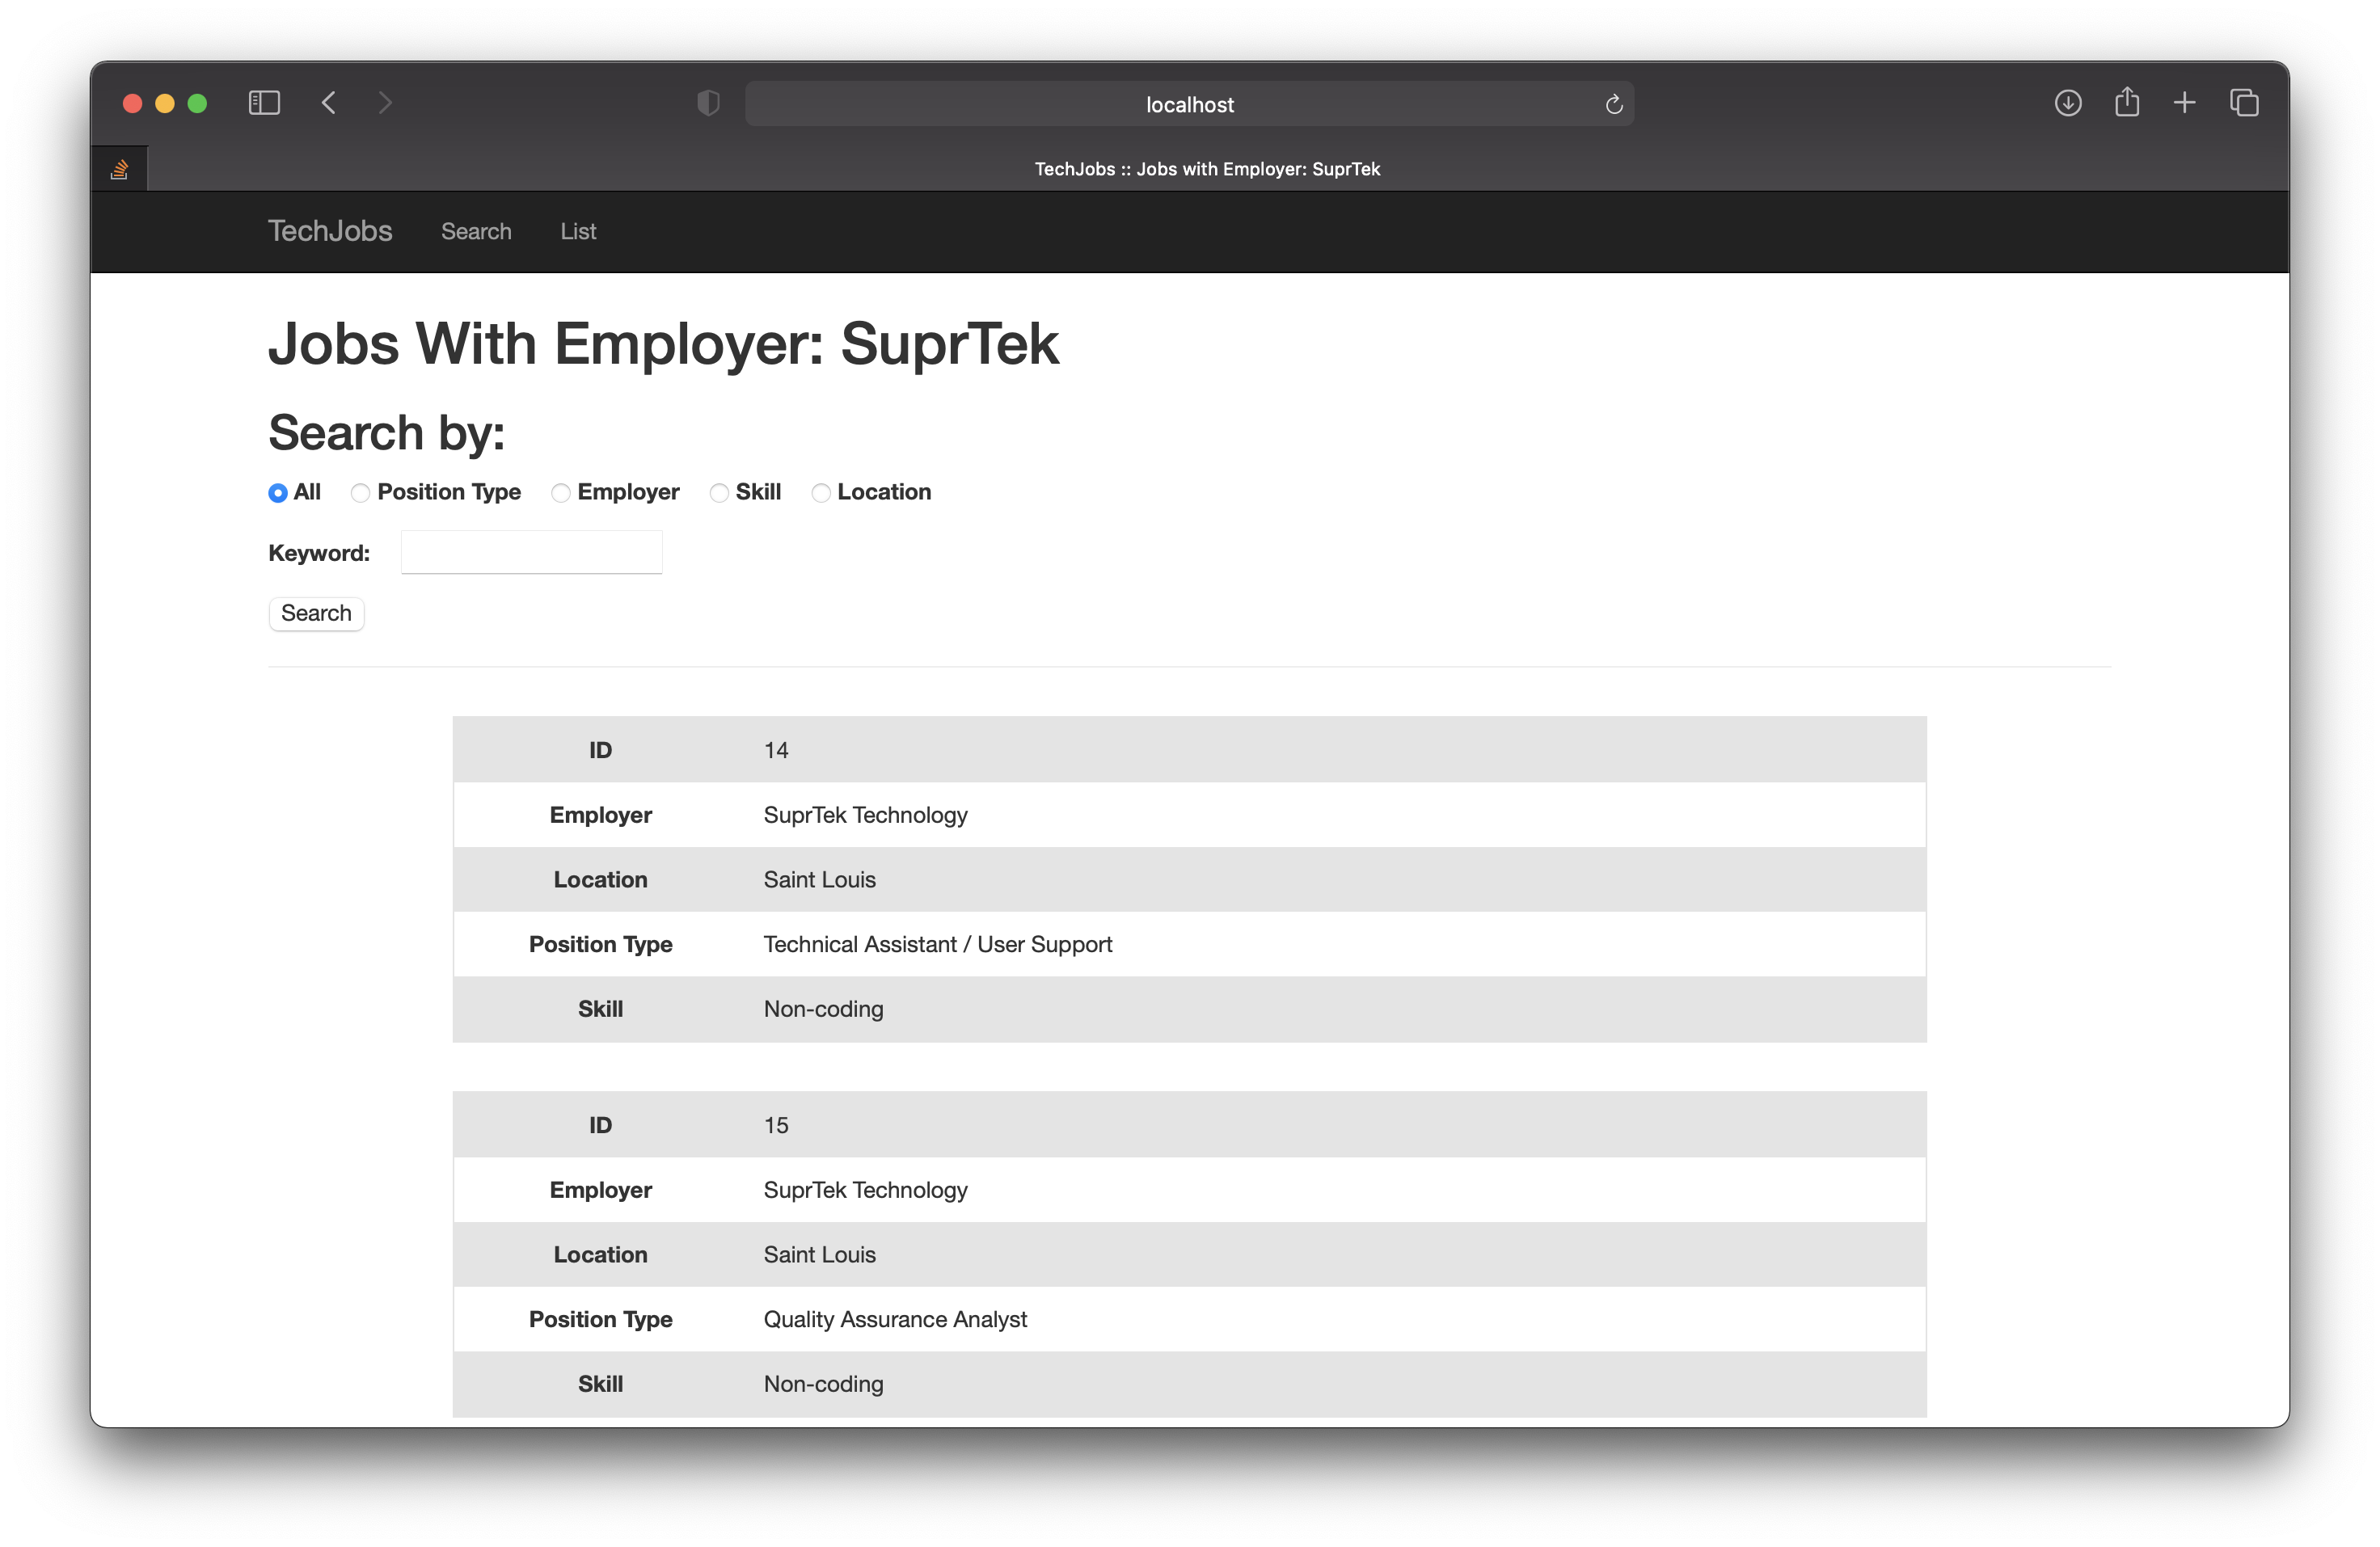 localhost
TechJobs :: Jobs with Employer: SuprTek
TechJobs Search List
Jobs With Employer: SuprTek
Search by:
All Position Type Employer Skill Location
Keyword:
Search
ID 14
Employer SuprTek Technology
Location Saint Louis
Position Type Technical Assistant / User Support
Skill Non-coding
ID 15
Employer SuprTek Technology
Location Saint Louis
Position Type Quality Assurance Analyst
Skill Non-coding